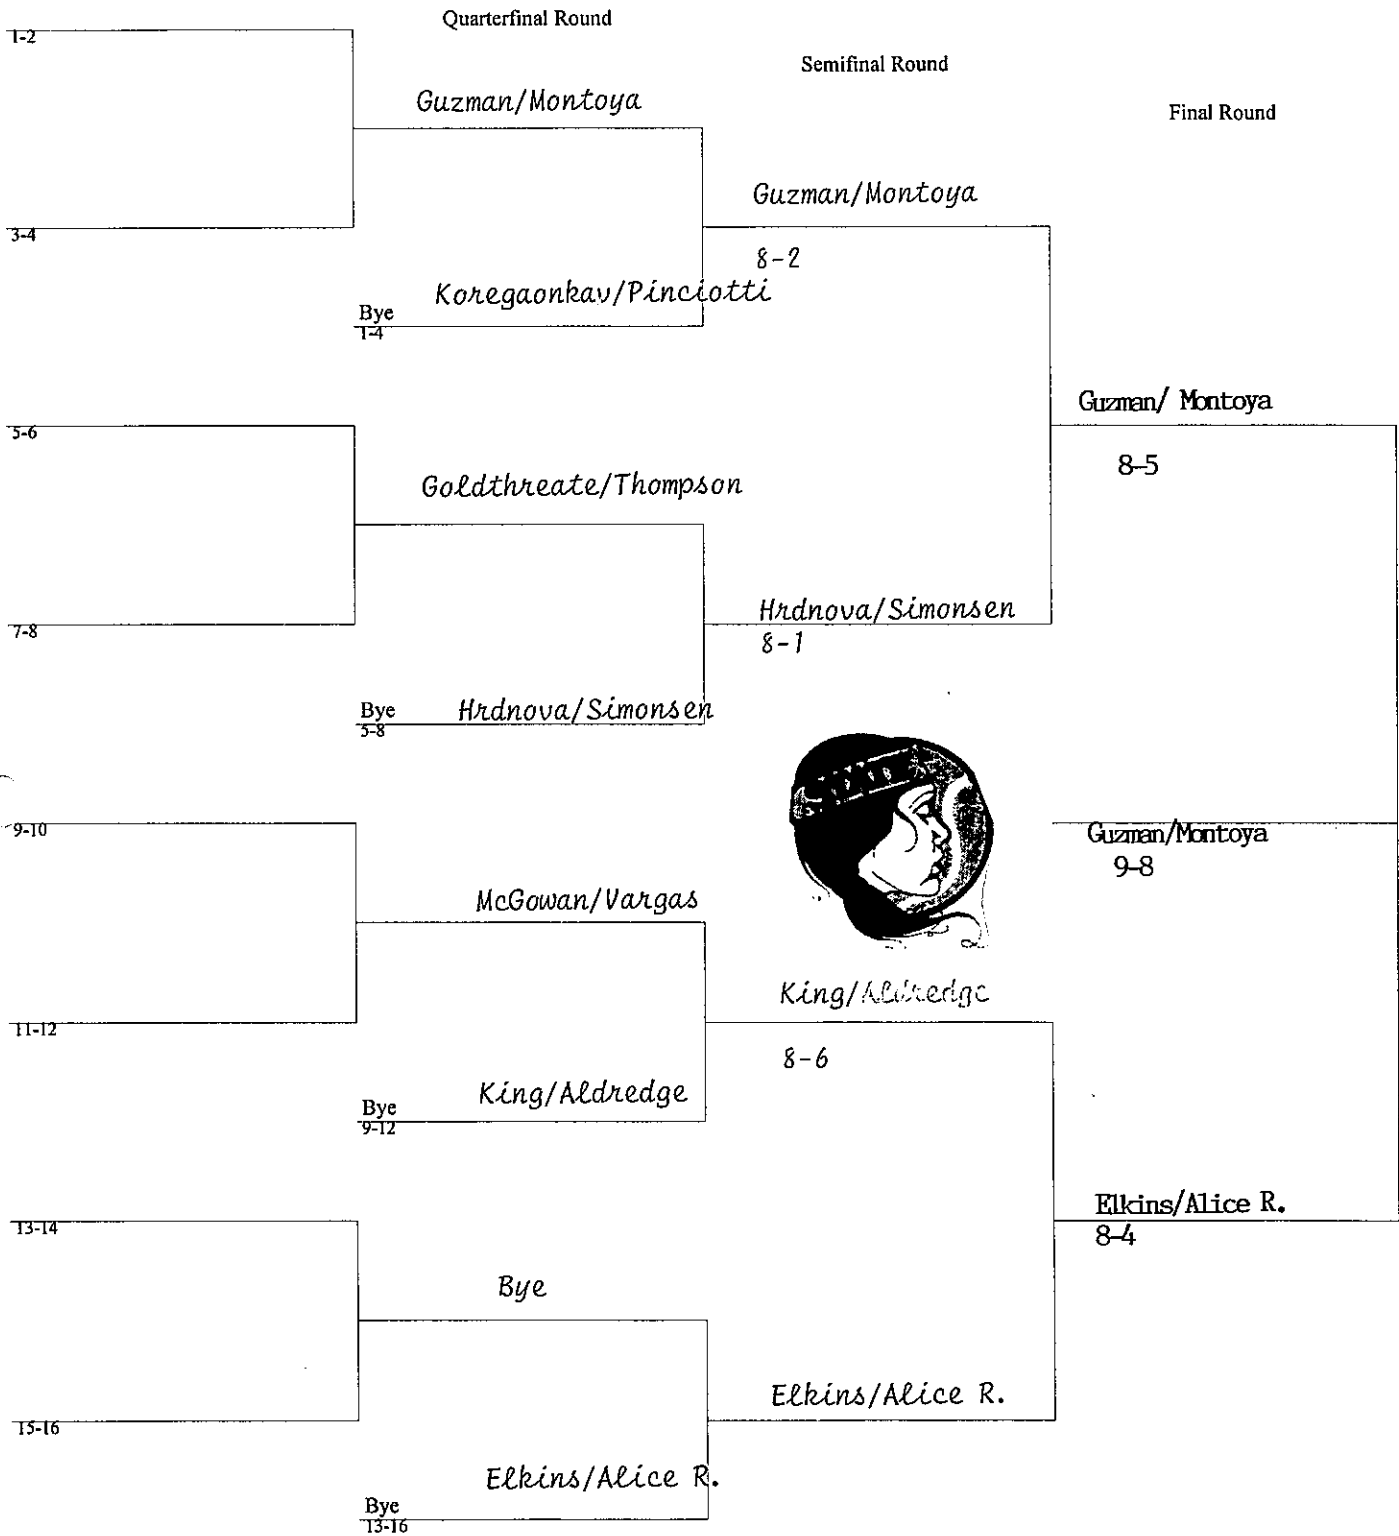 Quarterfinal Round
1-2
Semifinal Round
Guzman/Montoya
Final Round
Guzman/Montoya
3-4
8-2
Koregaonkav/Pinciotti
Bye
1-4
Guzman/ Montoya
5-6
8-5
Goldthreate/Thompson
Hrdnova/Simonsen
7-8
8-1
Bye
Hrdnova/Simonsen
5-8
9-10
Guzman/Montoya
9-8
McGowan/Vargas
King/Aldredge
11-12
8-6
King/Aldredge
Bye
9-12
Elkins/Alice R.
13-14
8-4
Bye
Elkins/Alice R.
15-16
Elkins/Alice R.
Bye
13-16